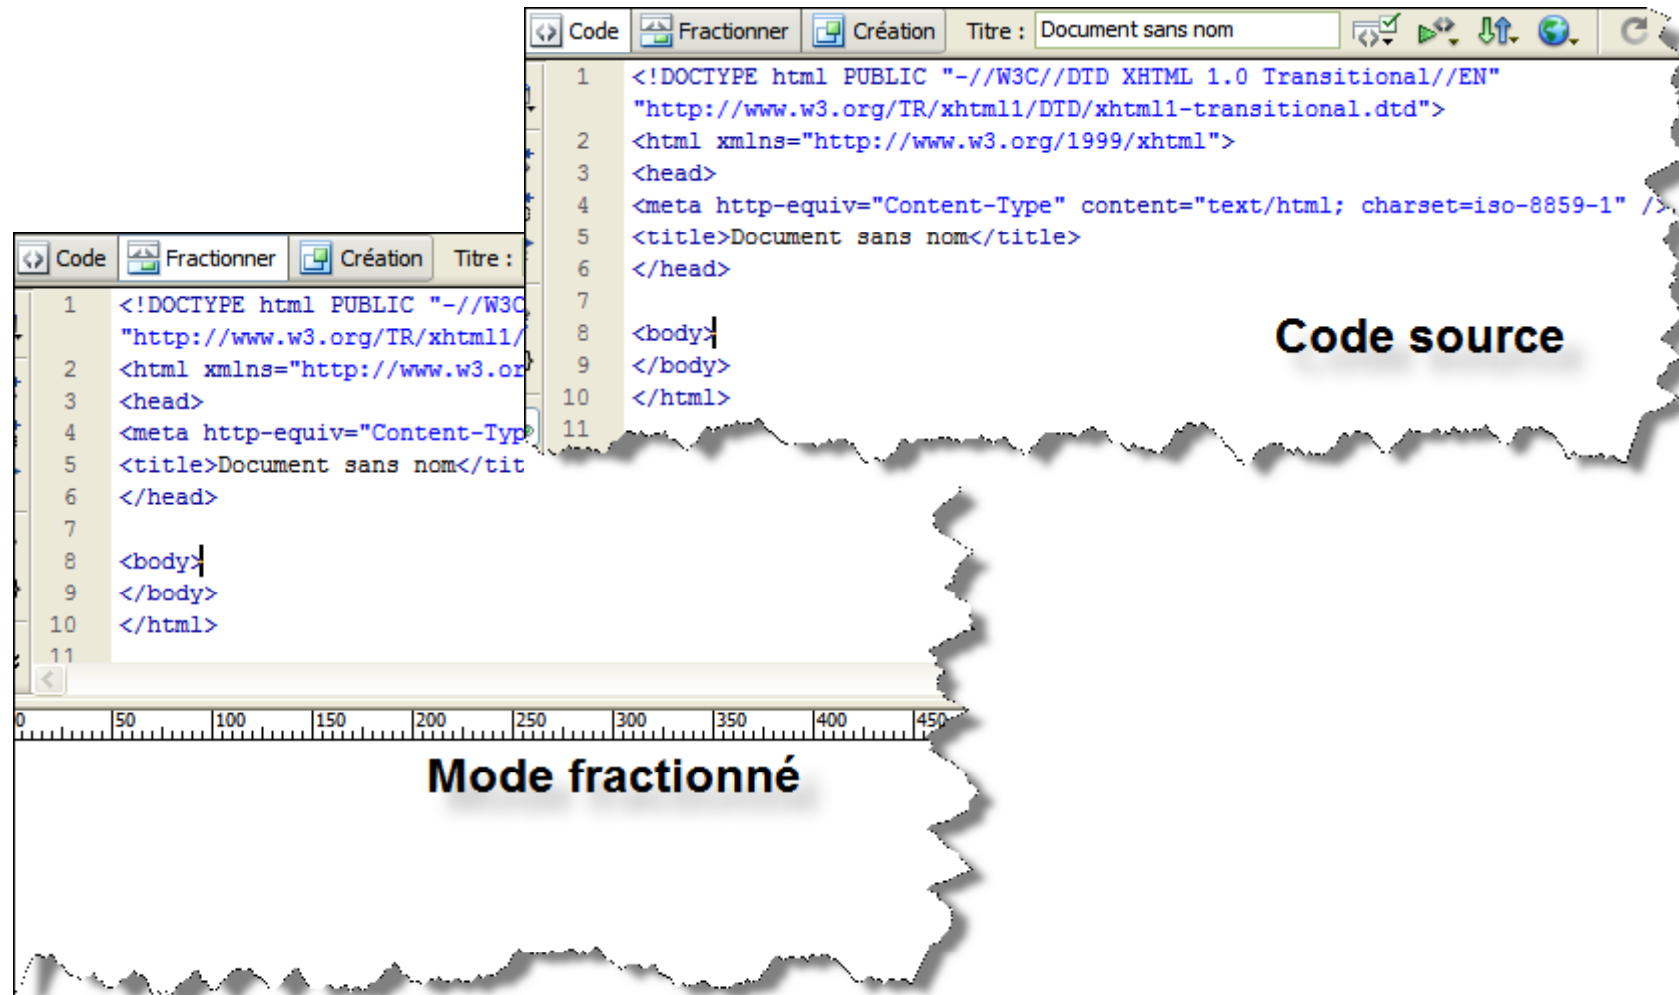 Code Fractionner Création Titre : Document sans nom
1 <!DOCTYPE html PUBLIC "-//W3C//DTD XHTML 1.0 Transitional//EN"
"http://www.w3.org/TR/xhtml1/DTD/xhtml1-transitional.dtd">
2 <html xmlns="http://www.w3.org/1999/xhtml">
3 <head>
4 <meta http-equiv="Content-Type" content="text/html; charset=iso-8859-1" />
5 <title>Document sans nom</title>
6 </head>
7
8 <body>
9 </body>
10 </html>
11
Code source
Code Fractionner Création Titre :
1 <!DOCTYPE html PUBLIC "-//W3C
"http://www.w3.org/TR/xhtml1/
2 <html xmlns="http://www.w3.or
3 <head>
4 <meta http-equiv="Content-Typ
5 <title>Document sans nom</tit
6 </head>
7
8 <body>
9 </body>
10 </html>
11
0 50 100 150 200 250 300 350 400 450
Mode fractionné